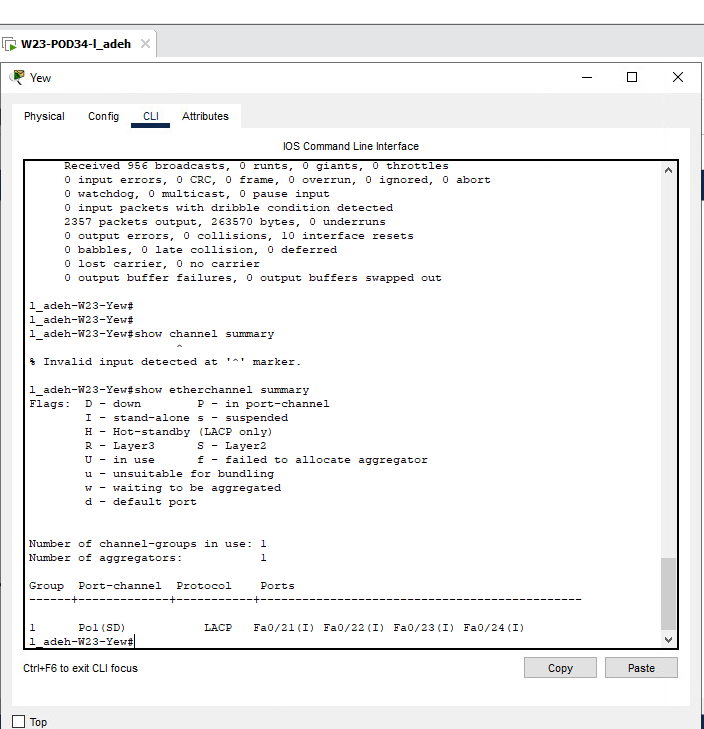 W23-POD34-l_adeh
Yew
Physical Config CLI Attributes
IOS Command Line Interface
Received 956 broadcasts, 0 runts, 0 giants, 0 throttles
0 input errors, 0 CRC, 0 frame, 0 overrun, 0 ignored, 0 abort
0 watchdog, 0 multicast, 0 pause input
0 input packets with dribble condition detected
2357 packets output, 263570 bytes, 0 underruns
0 output errors, 0 collisions, 10 interface resets
0 babbles, 0 late collision, 0 deferred
0 lost carrier, 0 no carrier
0 output buffer failures, 0 output buffers swapped out
l_adeh-W23-Yew#
l_adeh-W23-Yew#
l_adeh-W23-Yew#show channel summary
^
% Invalid input detected at '^' marker.
l_adeh-W23-Yew#show etherchannel summary
Flags:  D - down        P - in port-channel
I - stand-alone s - suspended
H - Hot-standby (LACP only)
R - Layer3      S - Layer2
U - in use      f - failed to allocate aggregator
u - unsuitable for bundling
w - waiting to be aggregated
d - default port
Number of channel-groups in use: 1
Number of aggregators:           1
Group  Port-channel  Protocol    Ports
------+-------------+-----------+----------------------------------------------
1      Po1(SD)           LACP   Fa0/21(I) Fa0/22(I) Fa0/23(I) Fa0/24(I)
l_adeh-W23-Yew#
Ctrl+F6 to exit CLI focus
Copy Paste
Top